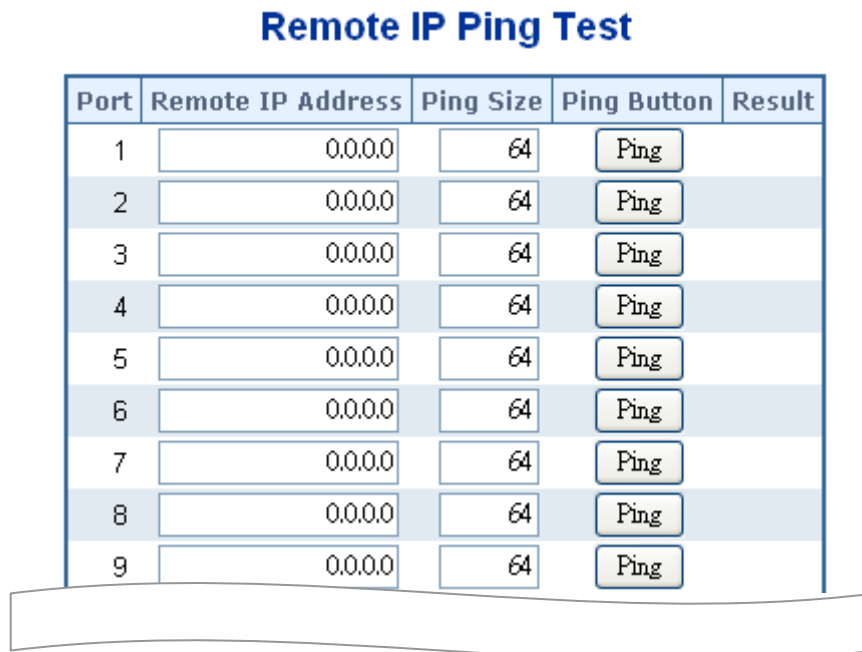 Remote IP Ping Test
Port Remote IP Address Ping Size Ping Button Result
1 0.0.0.0 64 Ping
2 0.0.0.0 64 Ping
3 0.0.0.0 64 Ping
4 0.0.0.0 64 Ping
5 0.0.0.0 64 Ping
6 0.0.0.0 64 Ping
7 0.0.0.0 64 Ping
8 0.0.0.0 64 Ping
9 0.0.0.0 64 Ping